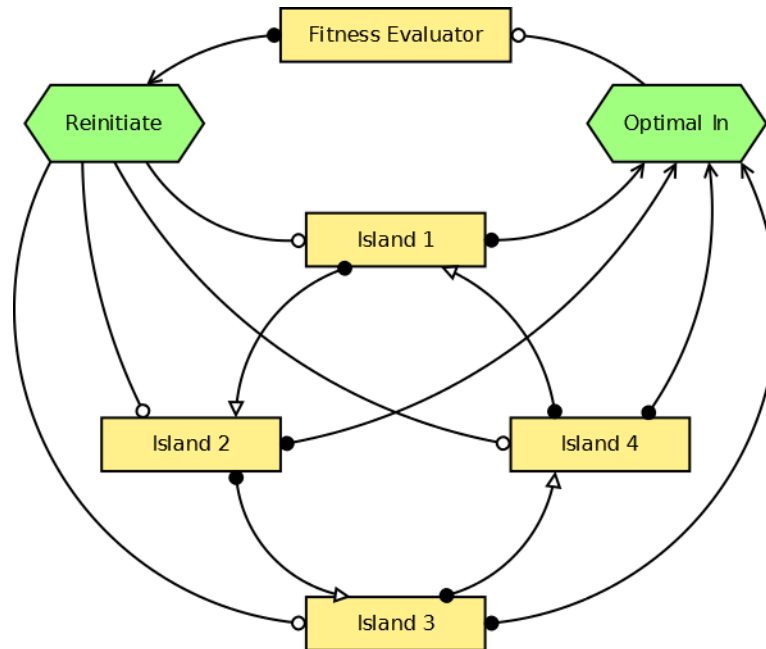 Fitness Evaluator
Reinitiate
Optimal In
Island 1
Island 2
Island 4
Island 3